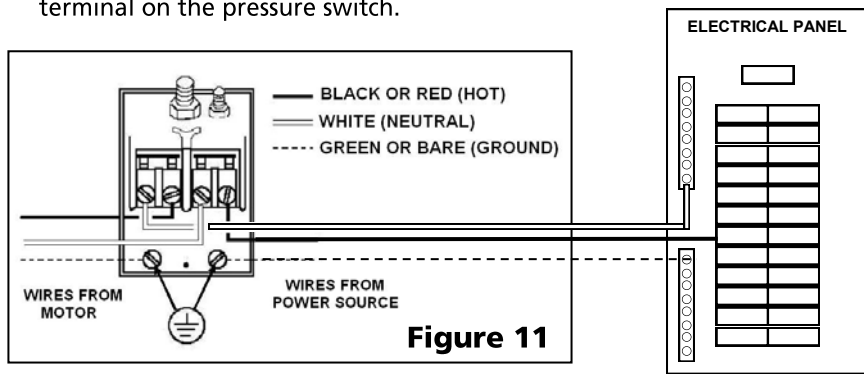 terminal on the pressure switch.
ELECTRICAL PANEL
BLACK OR RED (HOT)
WHITE (NEUTRAL)
GREEN OR BARE (GROUND)
WIRES FROM
MOTOR
WIRES FROM
POWER SOURCE
Figure 11